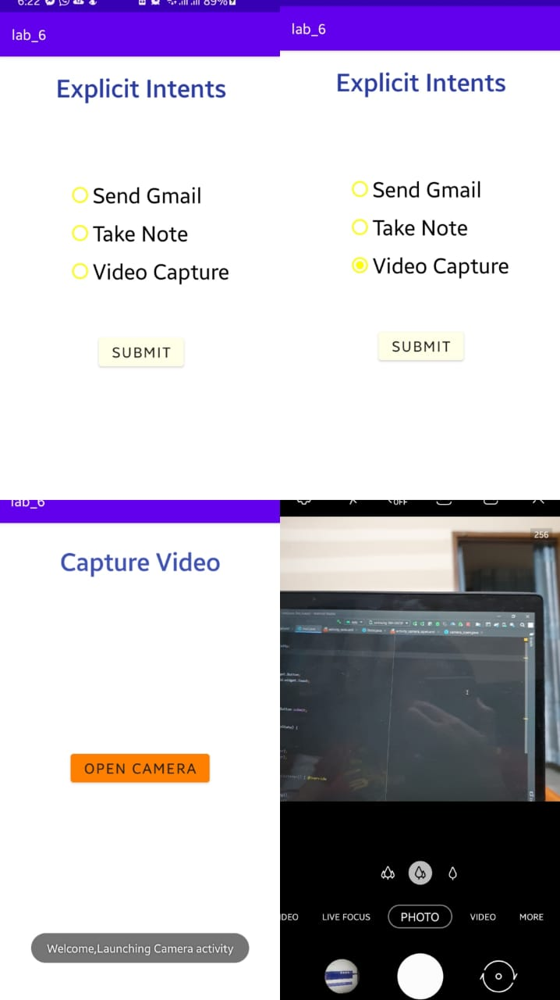 6:22
89%
lab_6
Explicit Intents
Send Gmail
Take Note
Video Capture
SUBMIT
lab_6
Explicit Intents
Send Gmail
Take Note
Video Capture
SUBMIT
lab_6
Capture Video
OPEN CAMERA
Welcome,Launching Camera activity
OFF
256
button submit;
LIVE FOCUS
PHOTO
VIDEO
MORE